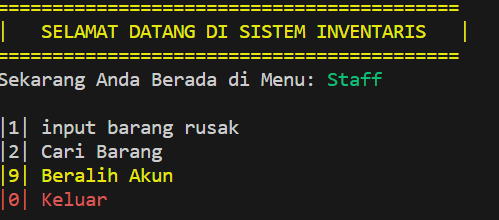 ===========================================
|   SELAMAT DATANG DI SISTEM INVENTARIS   |
===========================================
Sekarang Anda Berada di Menu: Staff
|1| input barang rusak
|2| Cari Barang
|9| Beralih Akun
|0| Keluar